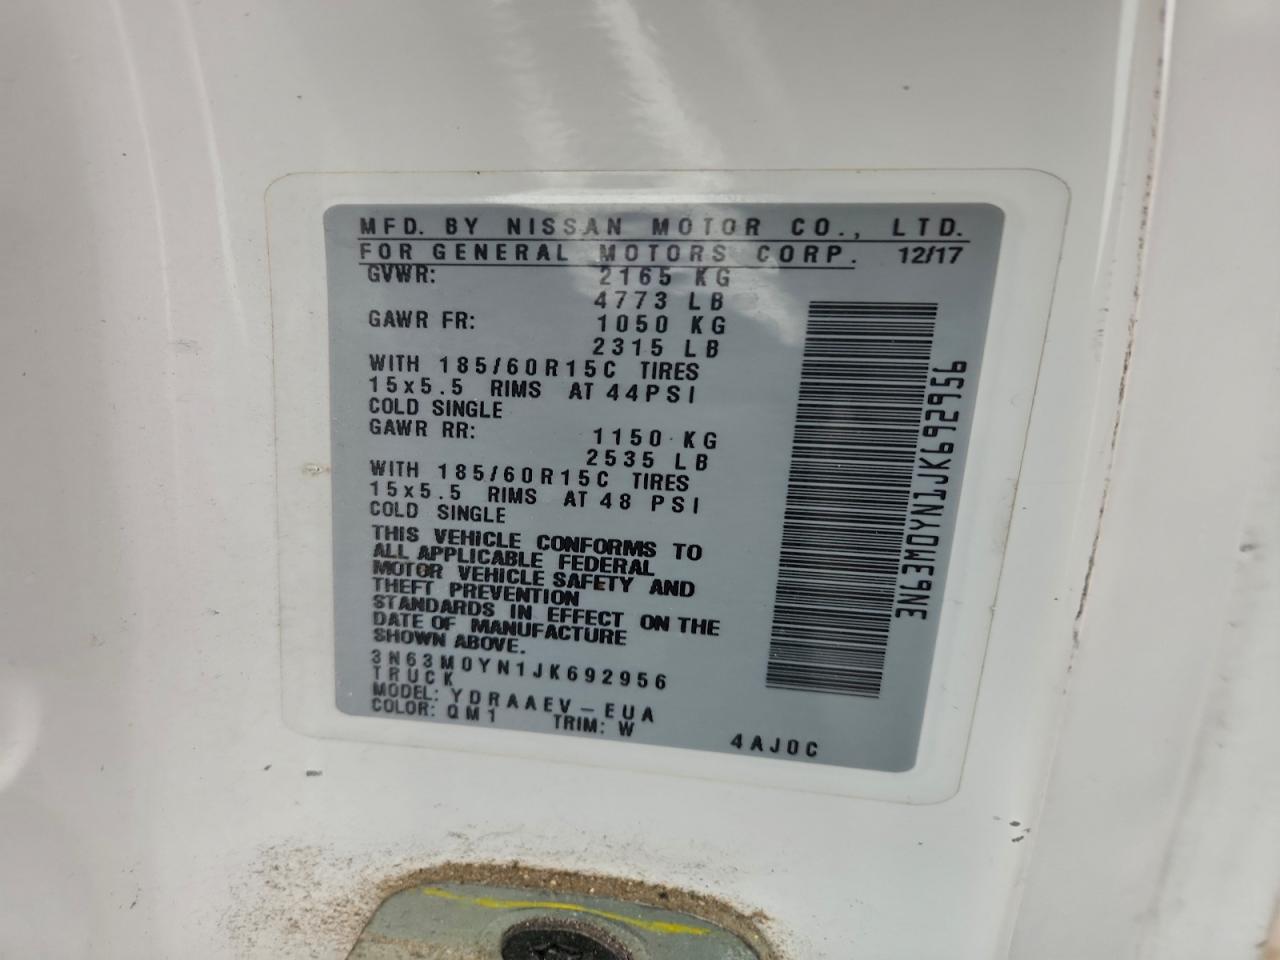 MFD. BY NISSAN MOTOR CO., LTD.
FOR GENERAL MOTORS CORP. 12/17
GVWR: 2165 KG
4773 LB
GAWR FR: 1050 KG
2315 LB
WITH 185/60R15C TIRES
15x5.5 RIMS AT 44PSI
COLD SINGLE
GAWR RR: 1150 KG
2535 LB
WITH 185/60R15C TIRES
15x5.5 RIMS AT 48 PSI
COLD SINGLE
THIS VEHICLE CONFORMS TO
ALL APPLICABLE FEDERAL
MOTOR VEHICLE SAFETY AND
THEFT PREVENTION
STANDARDS IN EFFECT ON THE
DATE OF MANUFACTURE
SHOWN ABOVE.
3N63M0YN1JK692956
TRUCK
MODEL: YDRAAEV-EUA
COLOR: QM1 TRIM: W
4AJ0C
3N63M0YN1JK692956